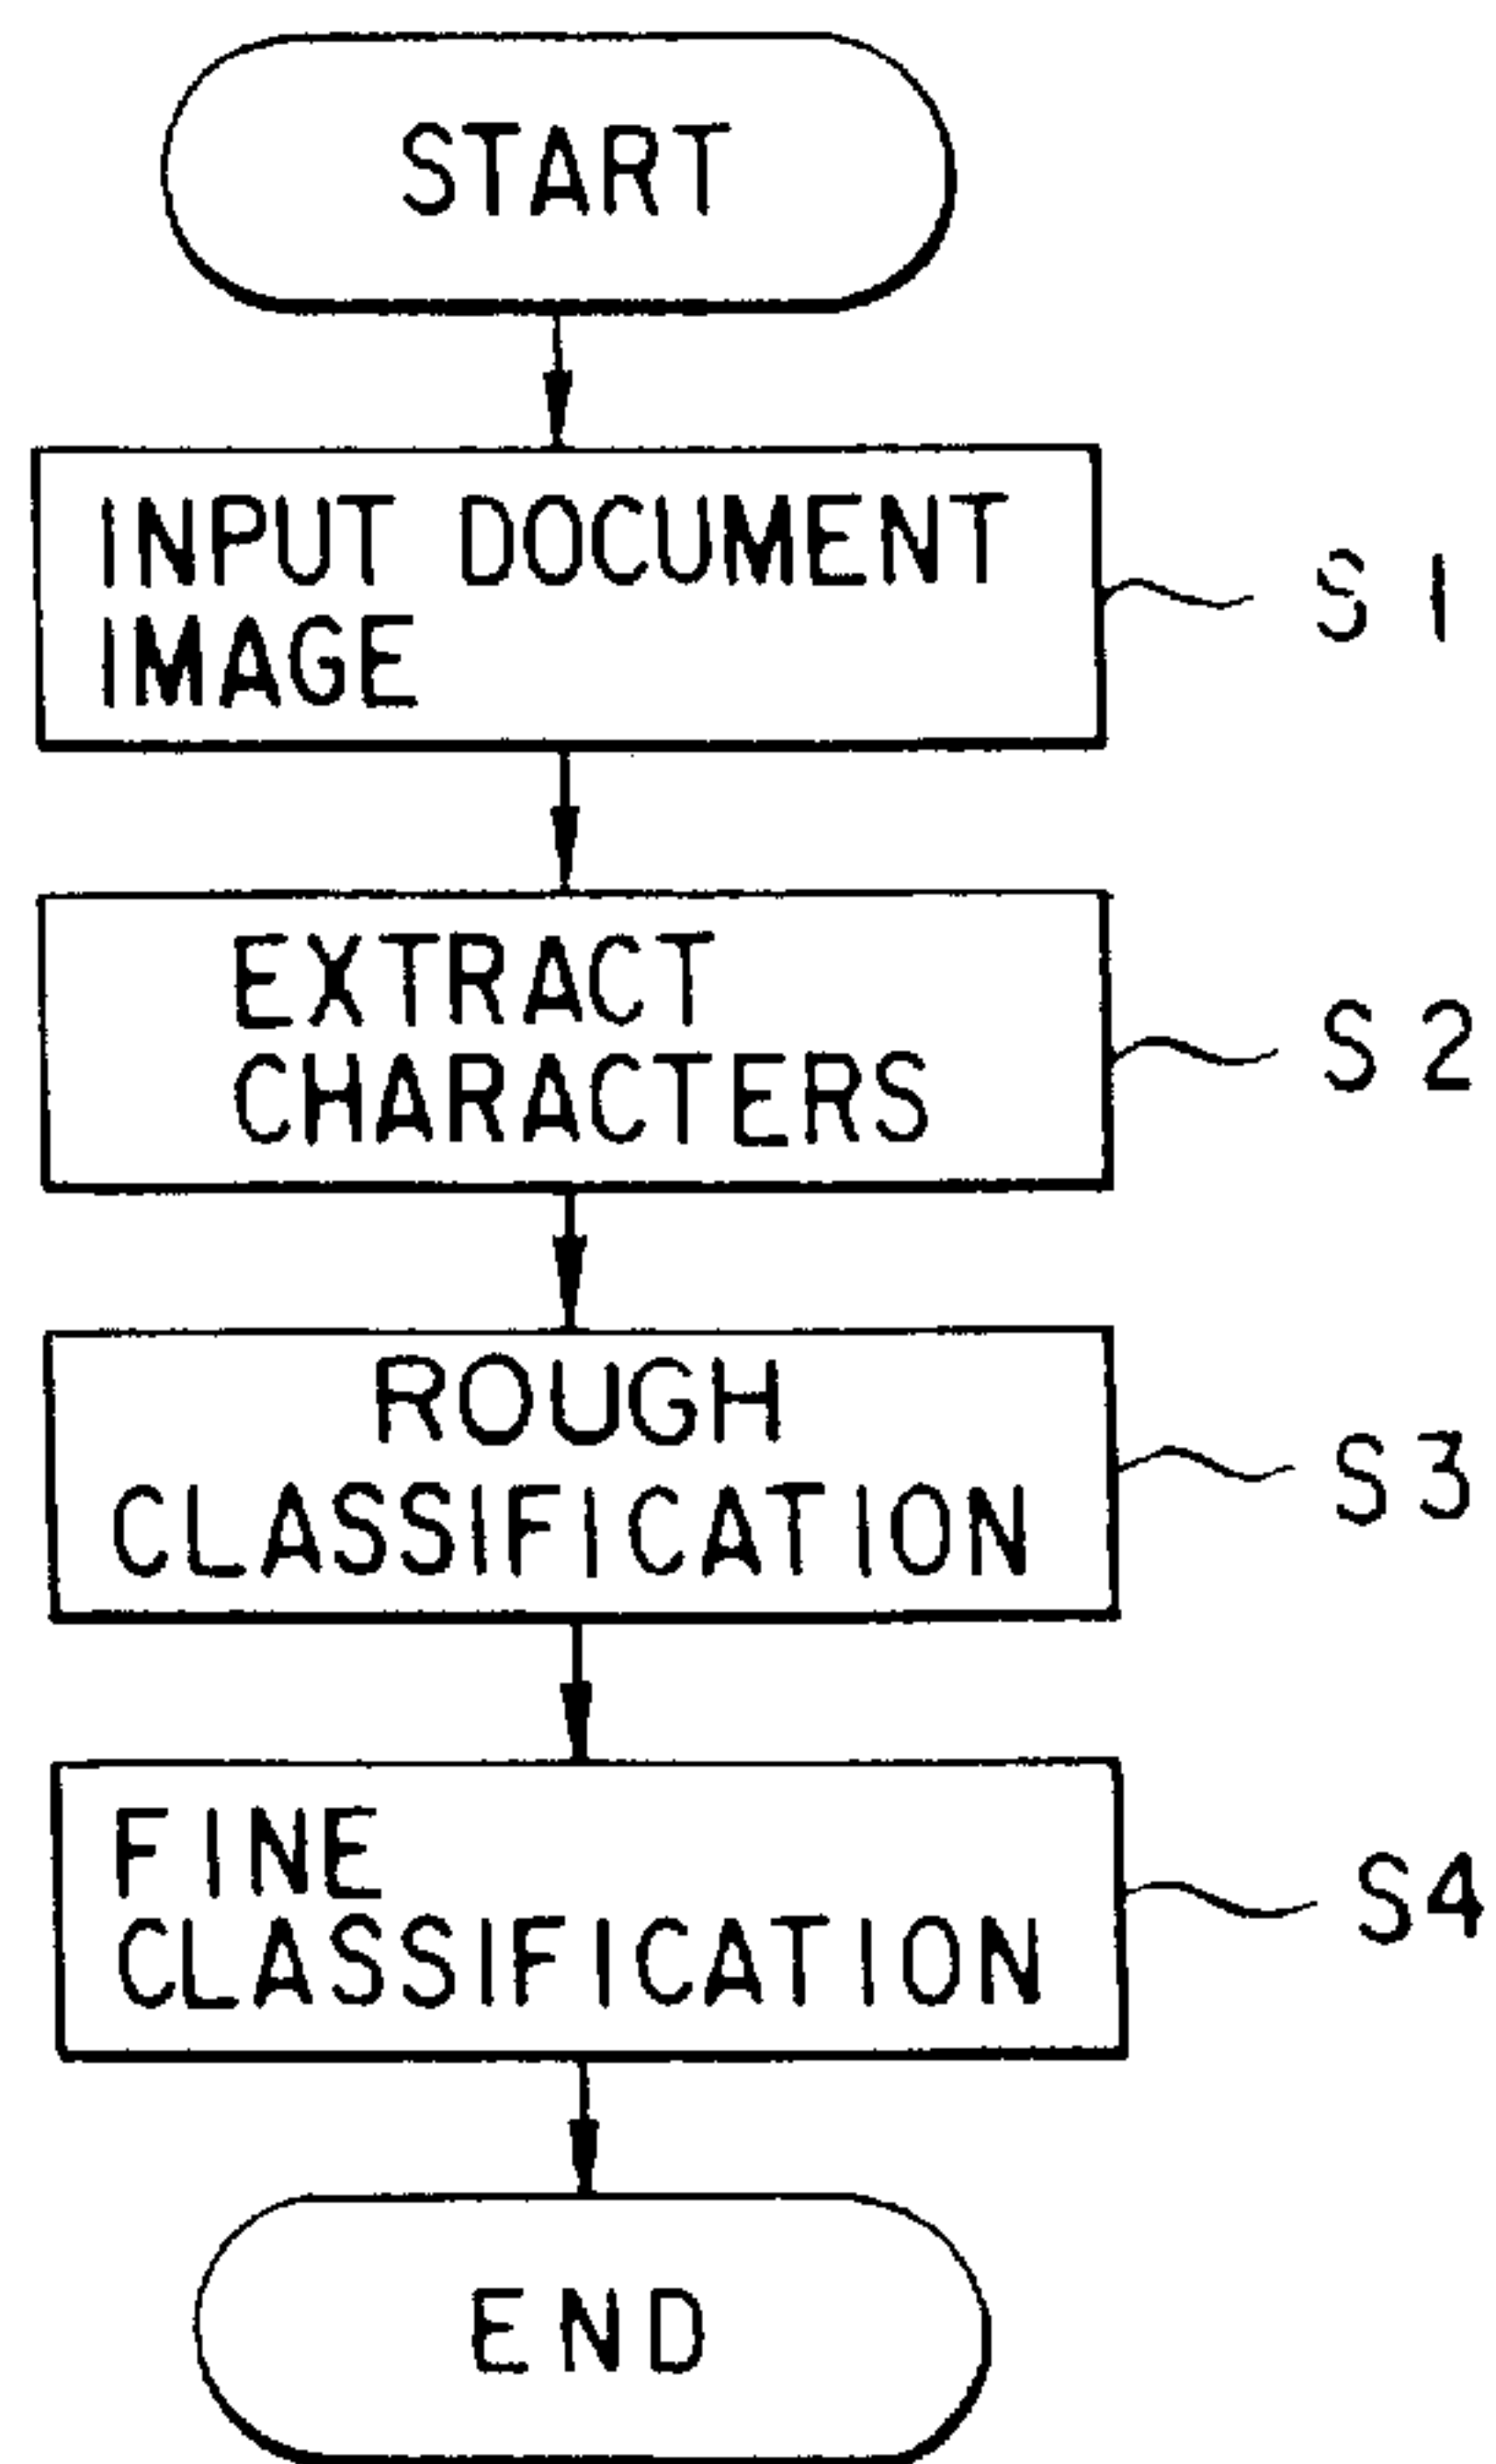 START
INPUT DOCUMENT
IMAGE
S1
EXTRACT
CHARACTERS
S2
ROUGH
CLASSIFICATION
S3
FINE
CLASSIFICATION
S4
END